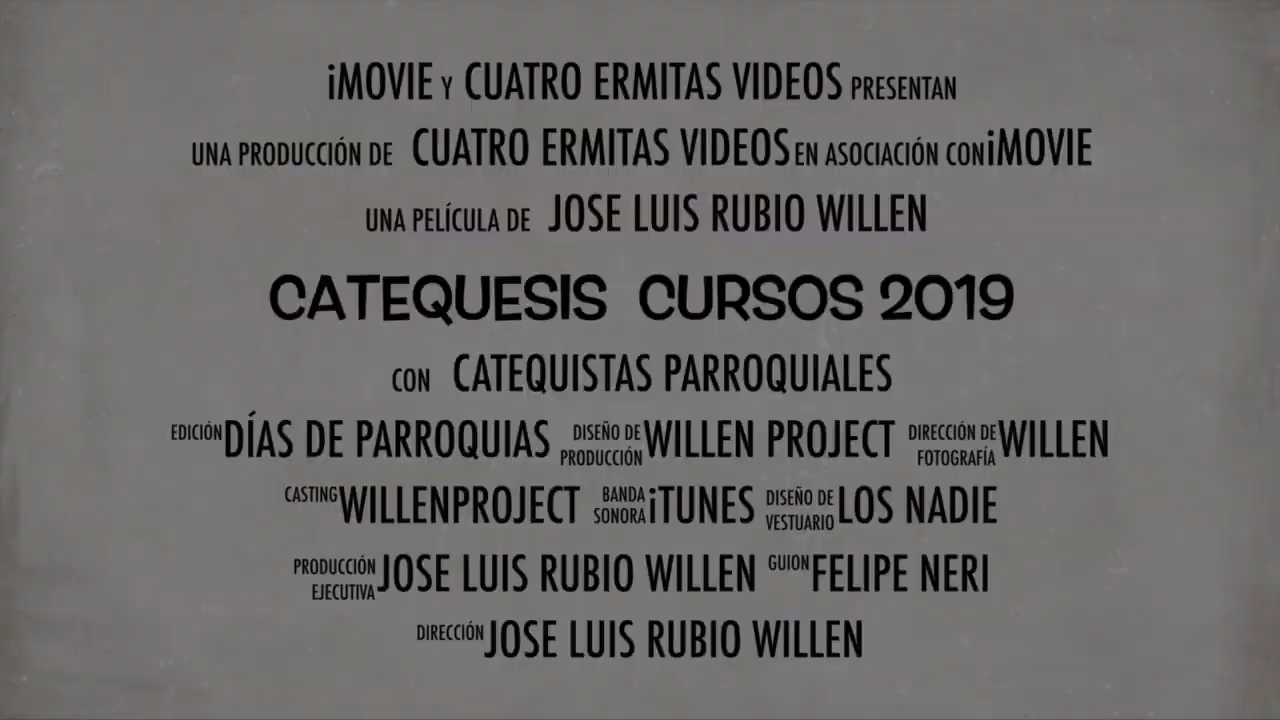 iMOVIE Y CUATRO ERMITAS VIDEOS PRESENTAN
UNA PRODUCCIÓN DE CUATRO ERMITAS VIDEOS EN ASOCIACIÓN CON iMOVIE
UNA PELÍCULA DE JOSE LUIS RUBIO WILLEN
CATEQUESIS CURSOS 2019
CON CATEQUISTAS PARROQUIALES
EDICIÓN DÍAS DE PARROQUIAS DISEÑO DE PRODUCCIÓN WILLEN PROJECT DIRECCIÓN DE FOTOGRAFÍA WILLEN
CASTING WILLENPROJECT BANDA SONORA iTUNES DISEÑO DE VESTUARIO LOS NADIE
PRODUCCIÓN EJECUTIVA JOSE LUIS RUBIO WILLEN GUION FELIPE NERI
DIRECCIÓN JOSE LUIS RUBIO WILLEN